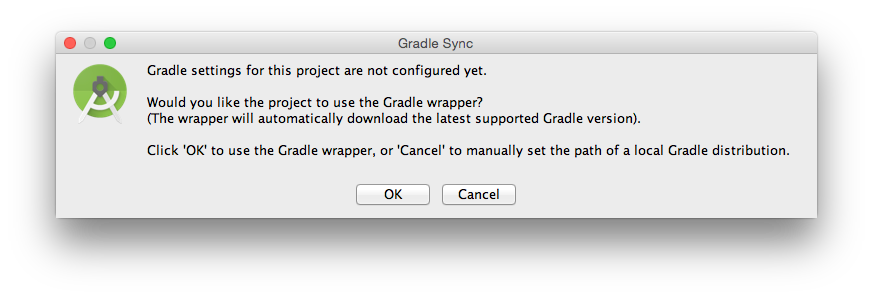 Gradle Sync
Gradle settings for this project are not configured yet.
Would you like the project to use the Gradle wrapper?
(The wrapper will automatically download the latest supported Gradle version).
Click 'OK' to use the Gradle wrapper, or 'Cancel' to manually set the path of a local Gradle distribution.
OK
Cancel